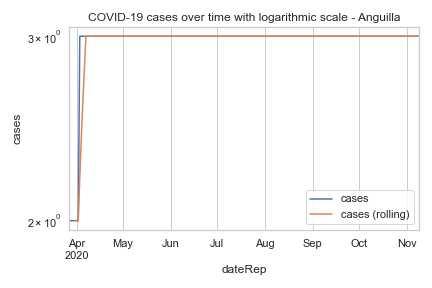 COVID-19 cases over time with logarithmic scale - Anguilla
3 × 10⁰
2 × 10⁰
cases
cases
cases (rolling)
Apr May Jun Jul Aug Sep Oct Nov
2020
dateRep